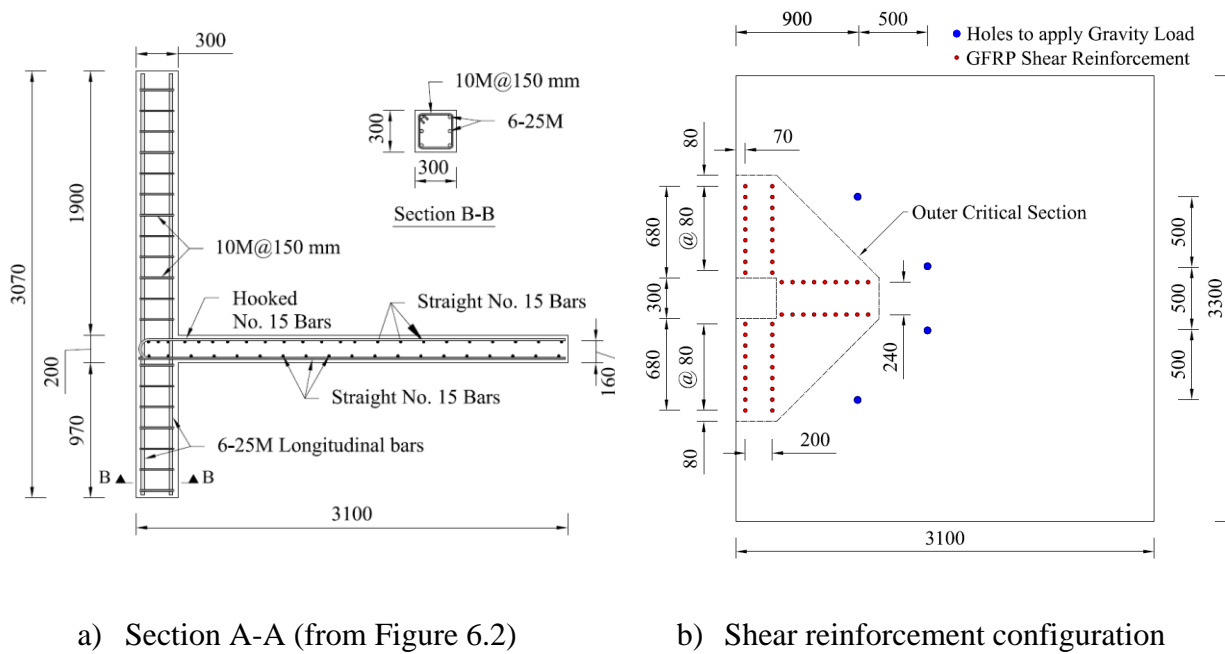 300
10M@150 mm
6-25M
300
300
Section B-B
3070
1900
10M@150 mm
Hooked
No. 15 Bars
Straight No. 15 Bars
200
160
Straight No. 15 Bars
970
6-25M Longitudinal bars
B B
3100
a) Section A-A (from Figure 6.2)
900 500
Holes to apply Gravity Load
GFRP Shear Reinforcement
80
70
680
@ 80
Outer Critical Section
300
500
500
500
3300
240
680
@ 80
80
200
3100
b) Shear reinforcement configuration